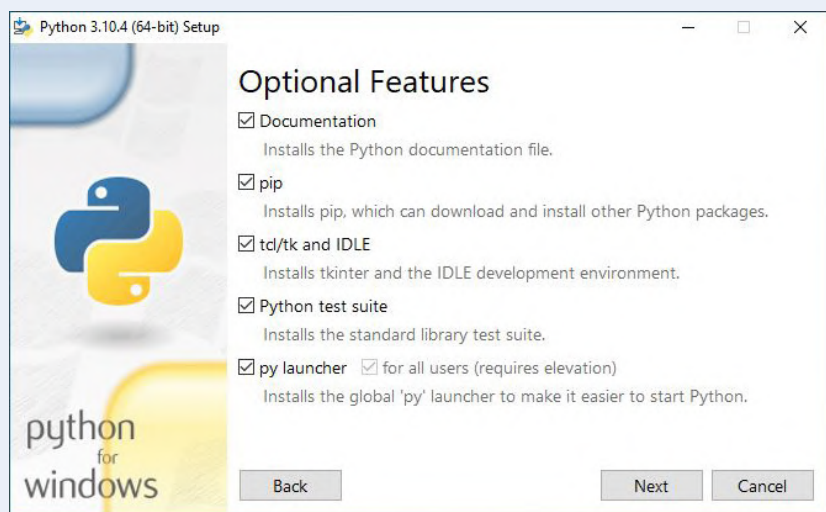 Python 3.10.4 (64-bit) Setup
Optional Features
Documentation
Installs the Python documentation file.
pip
Installs pip, which can download and install other Python packages.
tcl/tk and IDLE
Installs tkinter and the IDLE development environment.
Python test suite
Installs the standard library test suite.
py launcher for all users (requires elevation)
Installs the global 'py' launcher to make it easier to start Python.
python
for
windows
Back Next Cancel